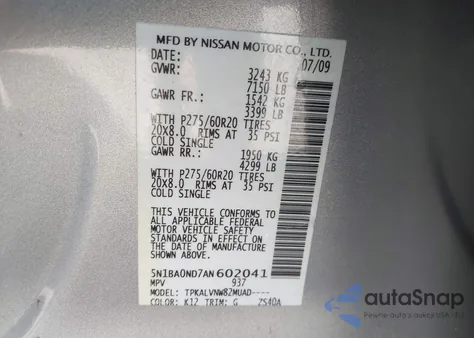 MFD BY NISSAN MOTOR CO., LTD.
DATE: 07/09
GVWR: 3243 KG
7150 LB
GAWR FR.: 1542 KG
3399 LB
WITH P275/60R20 TIRES
20X8.0 RIMS AT 35 PSI
COLD SINGLE
GAWR RR.: 1950 KG
4299 LB
WITH P275/60R20 TIRES
20X8.0 RIMS AT 35 PSI
COLD SINGLE
THIS VEHICLE CONFORMS TO
ALL APPLICABLE FEDERAL
MOTOR VEHICLE SAFETY
STANDARDS IN EFFECT ON
THE DATE OF MANUFACTURE
SHOWN ABOVE.
5N1BA0ND7AN602041
MPV 937
MODEL: TPKALVNW82MUAD----
COLOR: K12 TRIM: G ZS40A
autoSnap
Pewne auto z aukcji w USA